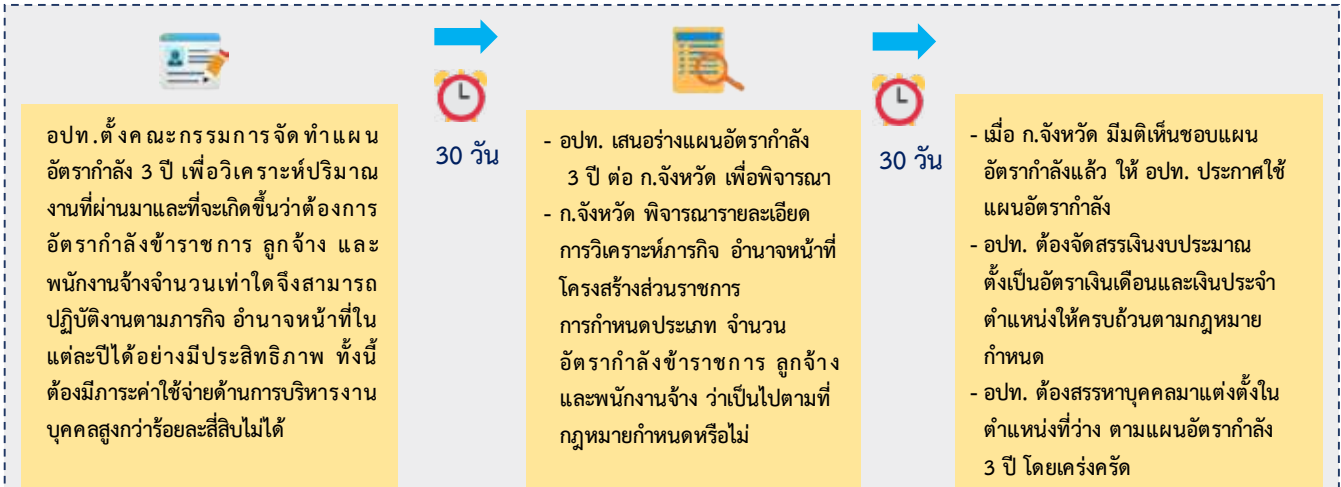 อปท.ตั้งคณะกรรมการจัดทำแผน
อัตรากำลัง 3 ปี เพื่อวิเคราะห์ปริมาณ
งานที่ผ่านมาและที่จะเกิดขึ้นว่าต้องการ
อัตรากำลังข้าราชการ ลูกจ้าง และ
พนักงานจ้างจำนวนเท่าใดจึงสามารถ
ปฏิบัติงานตามภารกิจ อำนาจหน้าที่ใน
แต่ละปีได้อย่างมีประสิทธิภาพ ทั้งนี้
ต้องมีภาระค่าใช้จ่ายด้านการบริหารงาน
บุคคลสูงกว่าร้อยละสี่สิบไม่ได้
30 วัน
- อปท. เสนอร่างแผนอัตรากำลัง
3 ปี ต่อ ก.จังหวัด เพื่อพิจารณา
- ก.จังหวัด พิจารณารายละเอียด
การวิเคราะห์ภารกิจ อำนาจหน้าที่
โครงสร้างส่วนราชการ
การกำหนดประเภท จำนวน
อัตรากำลังข้าราชการ ลูกจ้าง
และพนักงานจ้าง ว่าเป็นไปตามที่
กฎหมายกำหนดหรือไม่
30 วัน
- เมื่อ ก.จังหวัด มีมติเห็นชอบแผน
อัตรากำลังแล้ว ให้ อปท. ประกาศใช้
แผนอัตรากำลัง
- อปท. ต้องจัดสรรเงินงบประมาณ
ตั้งเป็นอัตราเงินเดือนและเงินประจำ
ตำแหน่งให้ครบถ้วนตามกฎหมาย
กำหนด
- อปท. ต้องสรรหาบุคคลมาแต่งตั้งใน
ตำแหน่งที่ว่าง ตามแผนอัตรากำลัง
3 ปี โดยเคร่งครัด